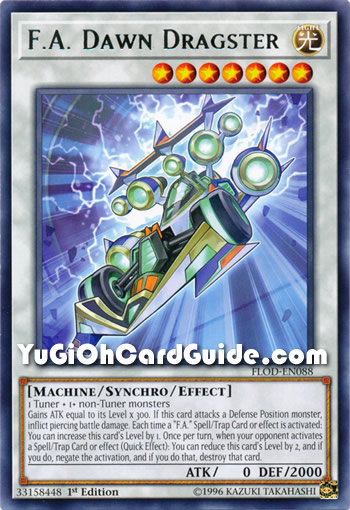 F.A. Dawn Dragster
LIGHT
光
YuGiOhCardGuide.com
FLOD-EN088
[Machine/Synchro/Effect]
1 Tuner + 1+ non-Tuner monsters
Gains ATK equal to its Level x 300. If this card attacks a Defense Position monster,
inflict piercing battle damage. Each time a "F.A." Spell/Trap Card or effect is activated:
You can increase this card's Level by 1. Once per turn, when your opponent activates
a Spell/Trap Card or effect (Quick Effect): You can reduce this card's Level by 2, and if
you do, negate the activation, and if you do that, destroy that card.
ATK/ 0 DEF/2000
33158448 1st Edition ©1996 KAZUKI TAKAHASHI